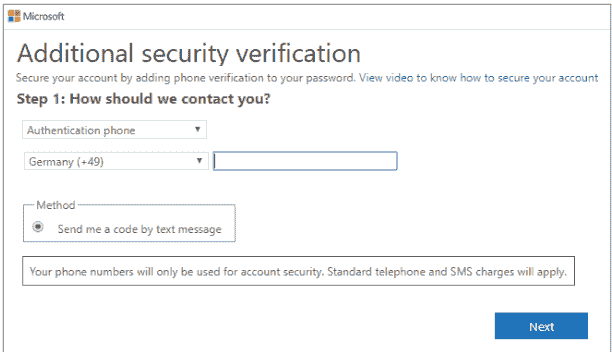 Microsoft
Additional security verification
Secure your account by adding phone verification to your password. View video to know how to secure your account
Step 1: How should we contact you?
Authentication phone
Germany (+49)
Method
Send me a code by text message
Your phone numbers will only be used for account security. Standard telephone and SMS charges will apply.
Next